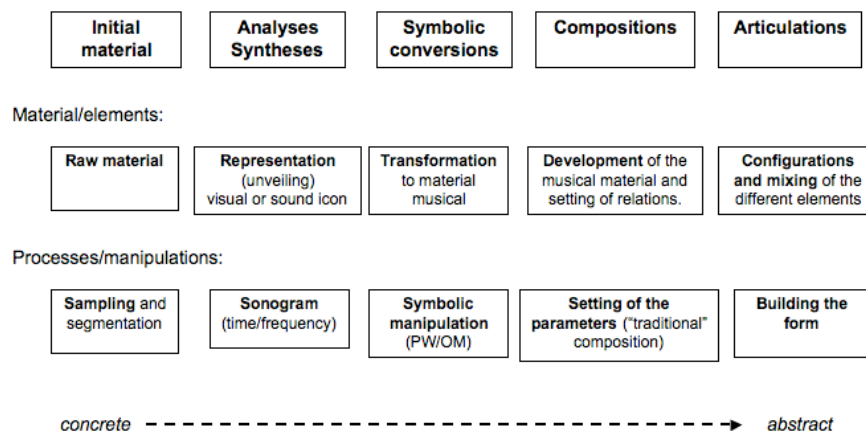 Initial
material
Analyses
Syntheses
Symbolic
conversions
Compositions
Articulations
Material/elements:
Raw material
Representation
(unveiling)
visual or sound icon
Transformation
to material
musical
Development of the
musical material and
setting of relations.
Configurations
and mixing of the
different elements
Processes/manipulations:
Sampling and
segmentation
Sonogram
(time/frequency)
Symbolic
manipulation
(PW/OM)
Setting of the
parameters ("traditional"
composition)
Building the
form
concrete
abstract